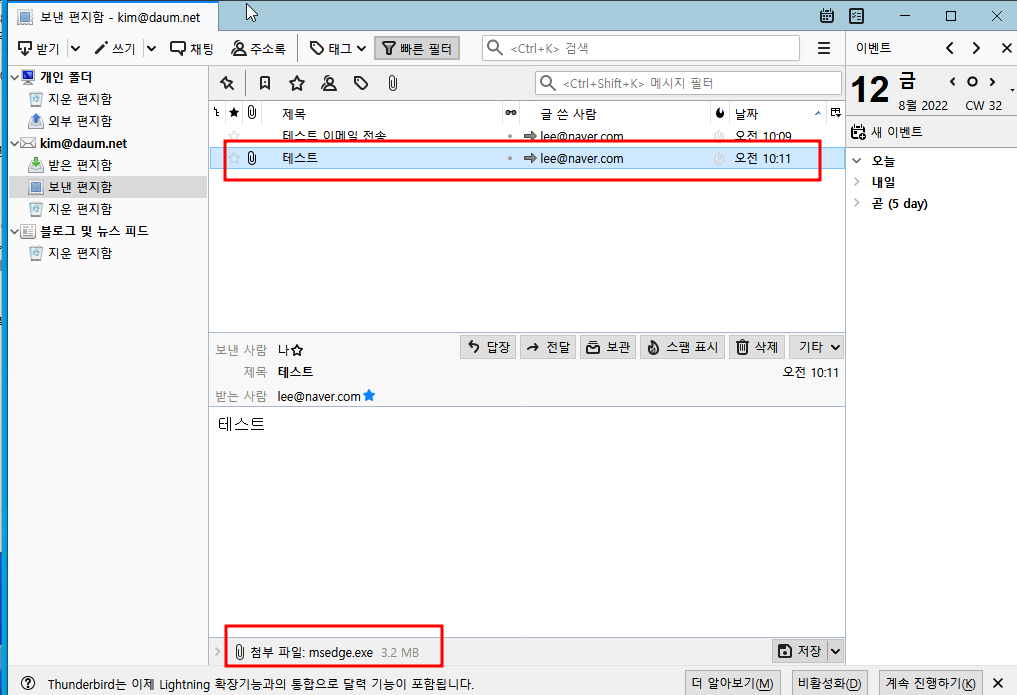 보낸 편지함 - kim@daum.net
받기 쓰기 채팅 주소록 태그 빠른 필터 <Ctrl+K> 검색
이벤트
개인 폴더
지운 편지함
외부 편지함
kim@daum.net
받은 편지함
보낸 편지함
지운 편지함
블로그 및 뉴스 피드
지운 편지함
<Ctrl+Shift+K> 메시지 필터
제목 글 쓴 사람 날짜
테스트 이메일 전송 lee@naver.com 오전 10:09
테스트 lee@naver.com 오전 10:11
보낸 사람 나 답장 전달 보관 스팸 표시 삭제 기타
제목 테스트 오전 10:11
받는 사람 lee@naver.com
테스트
첨부 파일: msedge.exe 3.2 MB 저장
12 금
8월 2022 CW 32
새 이벤트
오늘
내일
곧 (5 day)
Thunderbird는 이제 Lightning 확장기능과의 통합으로 달력 기능이 포함됩니다. 더 알아보기(M) 비활성화(D) 계속 진행하기(K)